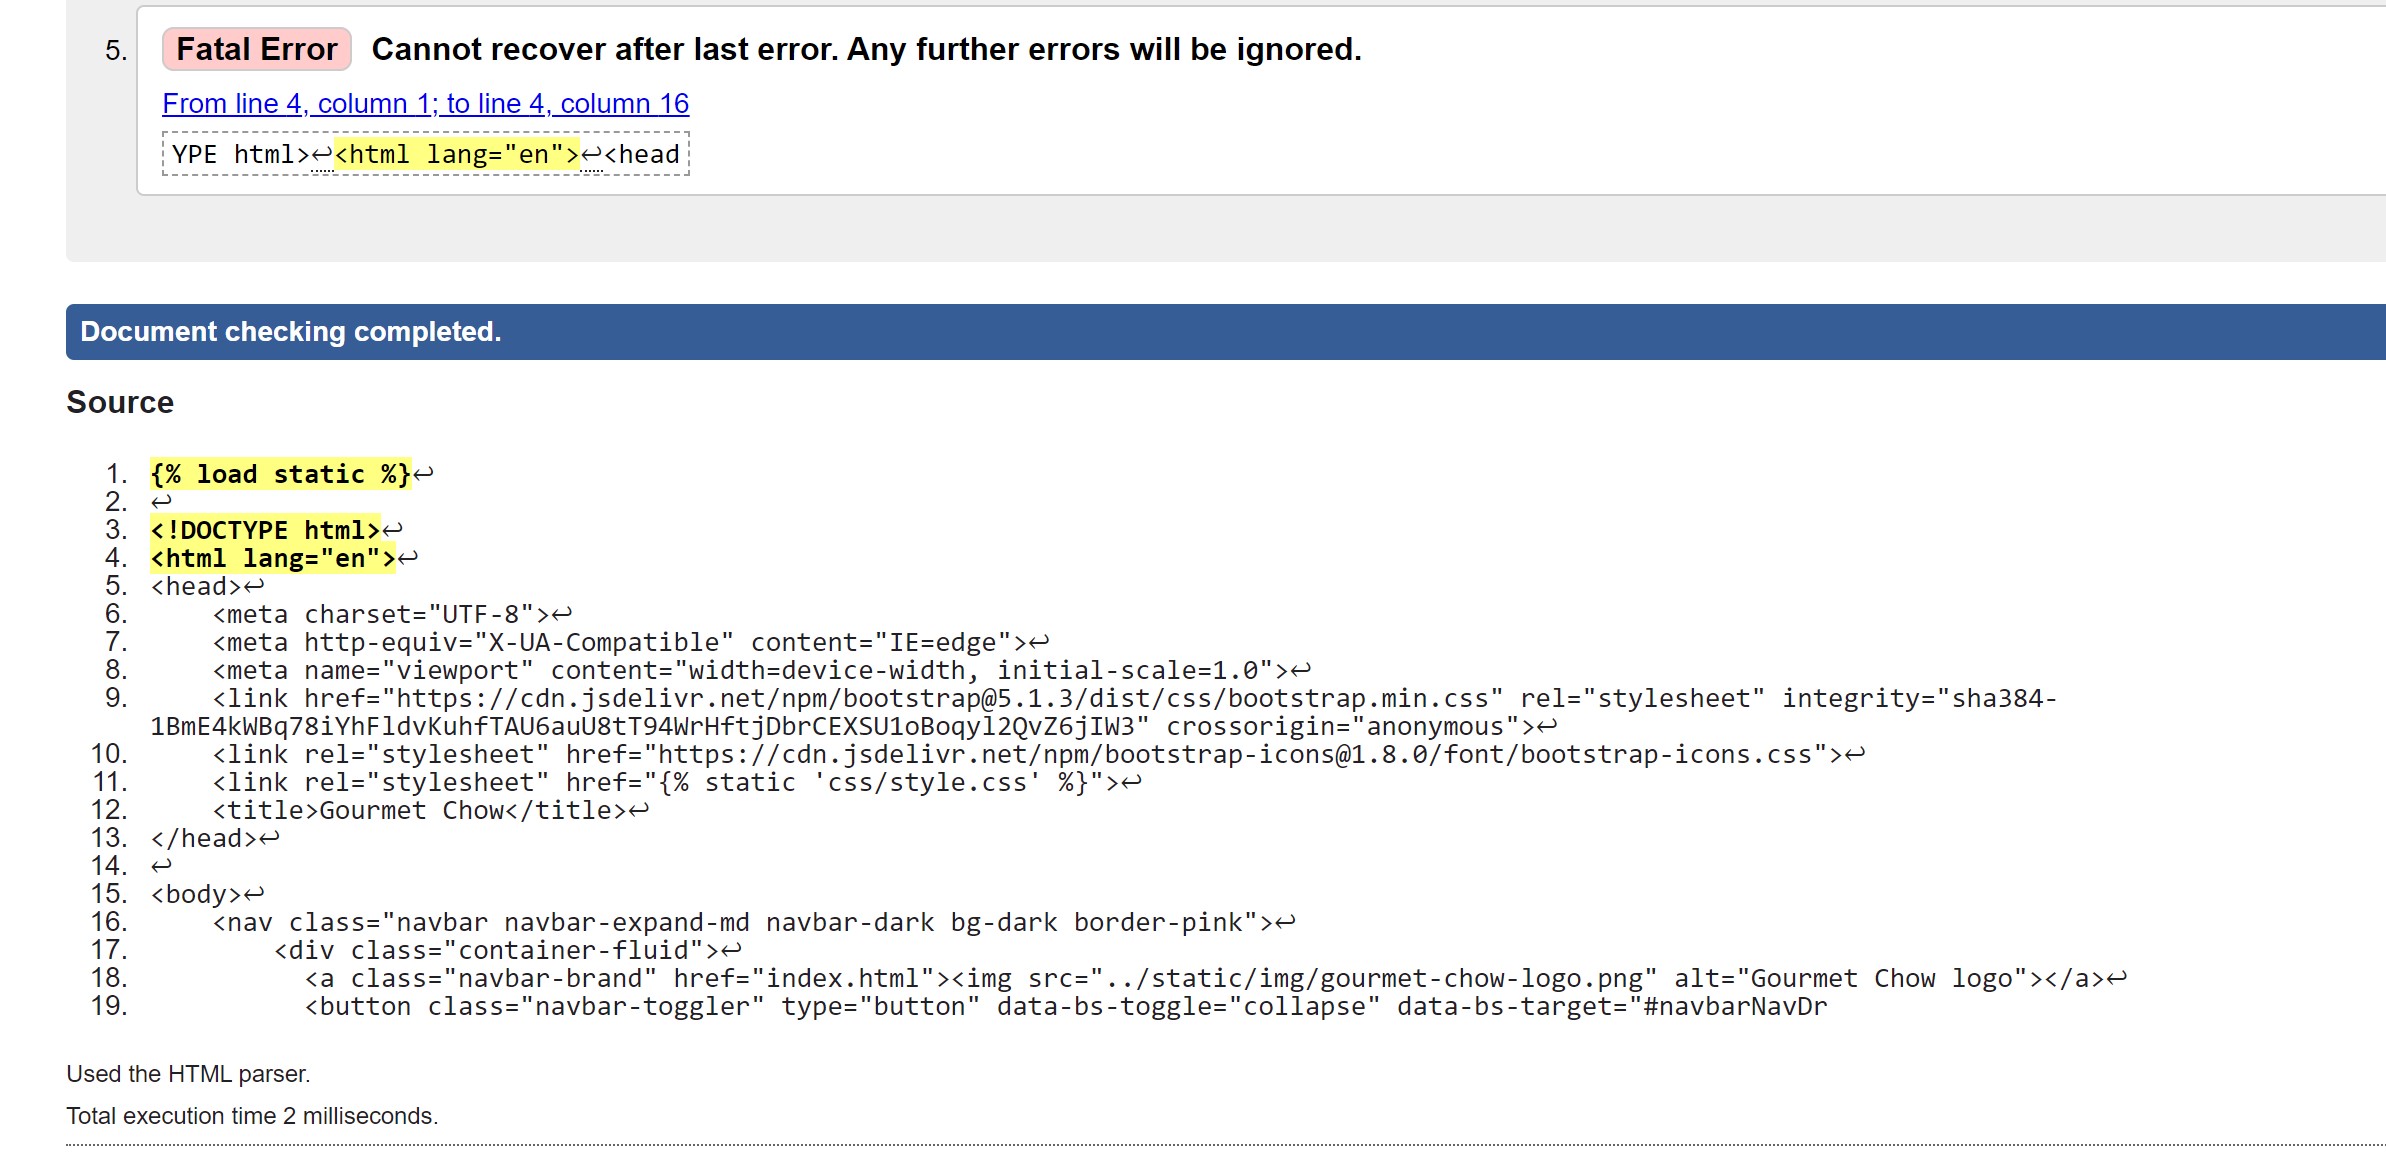 5. Fatal Error Cannot recover after last error. Any further errors will be ignored.
From line 4, column 1; to line 4, column 16
YPE html>↩<html lang="en">↩<head
Document checking completed.
Source
1. {% load static %}↩
2. ↩
3. <!DOCTYPE html>↩
4. <html lang="en">↩
5. <head>↩
6.     <meta charset="UTF-8">↩
7.     <meta http-equiv="X-UA-Compatible" content="IE=edge">↩
8.     <meta name="viewport" content="width=device-width, initial-scale=1.0">↩
9.     <link href="https://cdn.jsdelivr.net/npm/bootstrap@5.1.3/dist/css/bootstrap.min.css" rel="stylesheet" integrity="sha384-
1BmE4kWBq78iYhFldvKuhfTAU6auU8tT94WrHftjDbrCEXSU1oBoqyl2QvZ6jIW3" crossorigin="anonymous">↩
10.     <link rel="stylesheet" href="https://cdn.jsdelivr.net/npm/bootstrap-icons@1.8.0/font/bootstrap-icons.css">↩
11.     <link rel="stylesheet" href="{% static 'css/style.css' %}">↩
12.     <title>Gourmet Chow</title>↩
13. </head>↩
14. ↩
15. <body>↩
16.     <nav class="navbar navbar-expand-md navbar-dark bg-dark border-pink">↩
17.         <div class="container-fluid">↩
18.           <a class="navbar-brand" href="index.html"><img src="../static/img/gourmet-chow-logo.png" alt="Gourmet Chow logo"></a>↩
19.           <button class="navbar-toggler" type="button" data-bs-toggle="collapse" data-bs-target="#navbarNavDr
Used the HTML parser.
Total execution time 2 milliseconds.